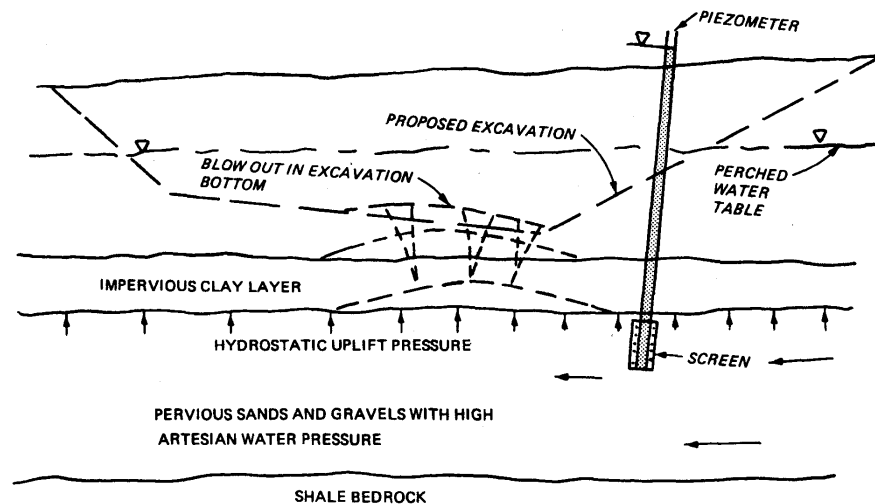 PIEZOMETER
PROPOSED EXCAVATION
BLOW OUT IN EXCAVATION
BOTTOM
PERCHED
WATER
TABLE
IMPERVIOUS CLAY LAYER
HYDROSTATIC UPLIFT PRESSURE
SCREEN
PERVIOUS SANDS AND GRAVELS WITH HIGH
ARTESIAN WATER PRESSURE
SHALE BEDROCK